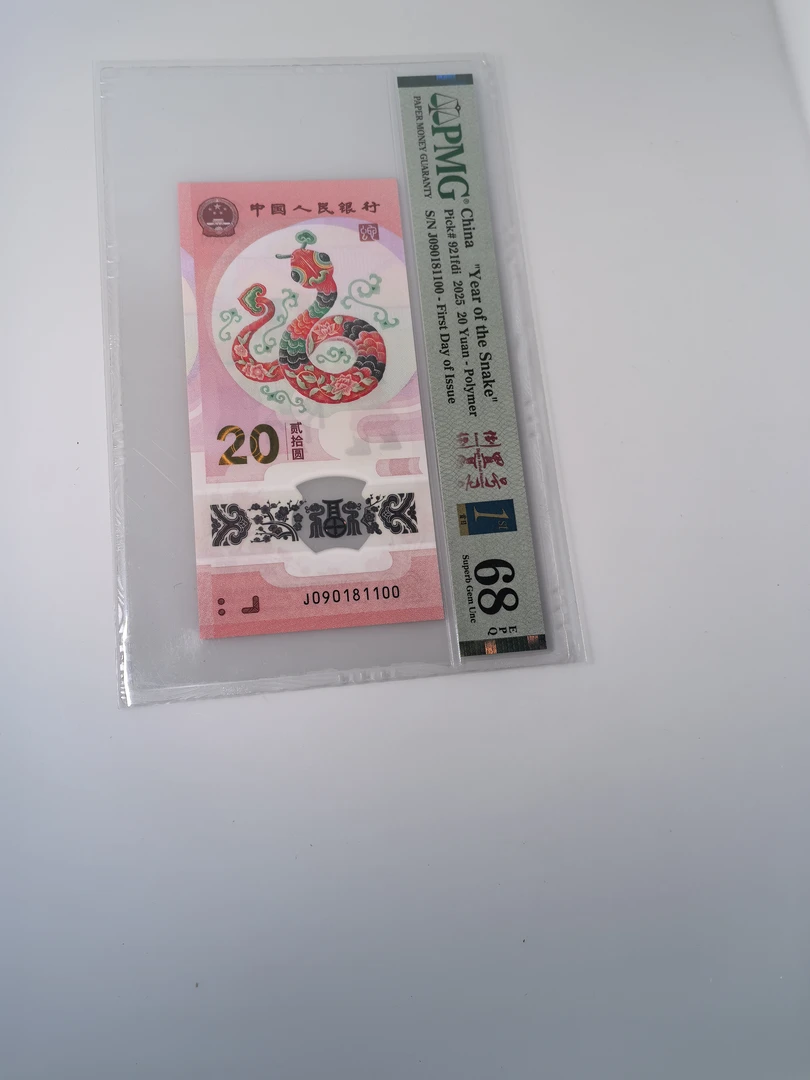 中国人民银行
20
贰拾圆
J090181100
PMG®
PAPER MONEY GUARANTY
China "Year of the Snake"
Pick# 921fdi 2025 20 Yuan - Polymer
S/N J090181100 - First Day of Issue
1st
68
EPQ
Superb Gem Unc